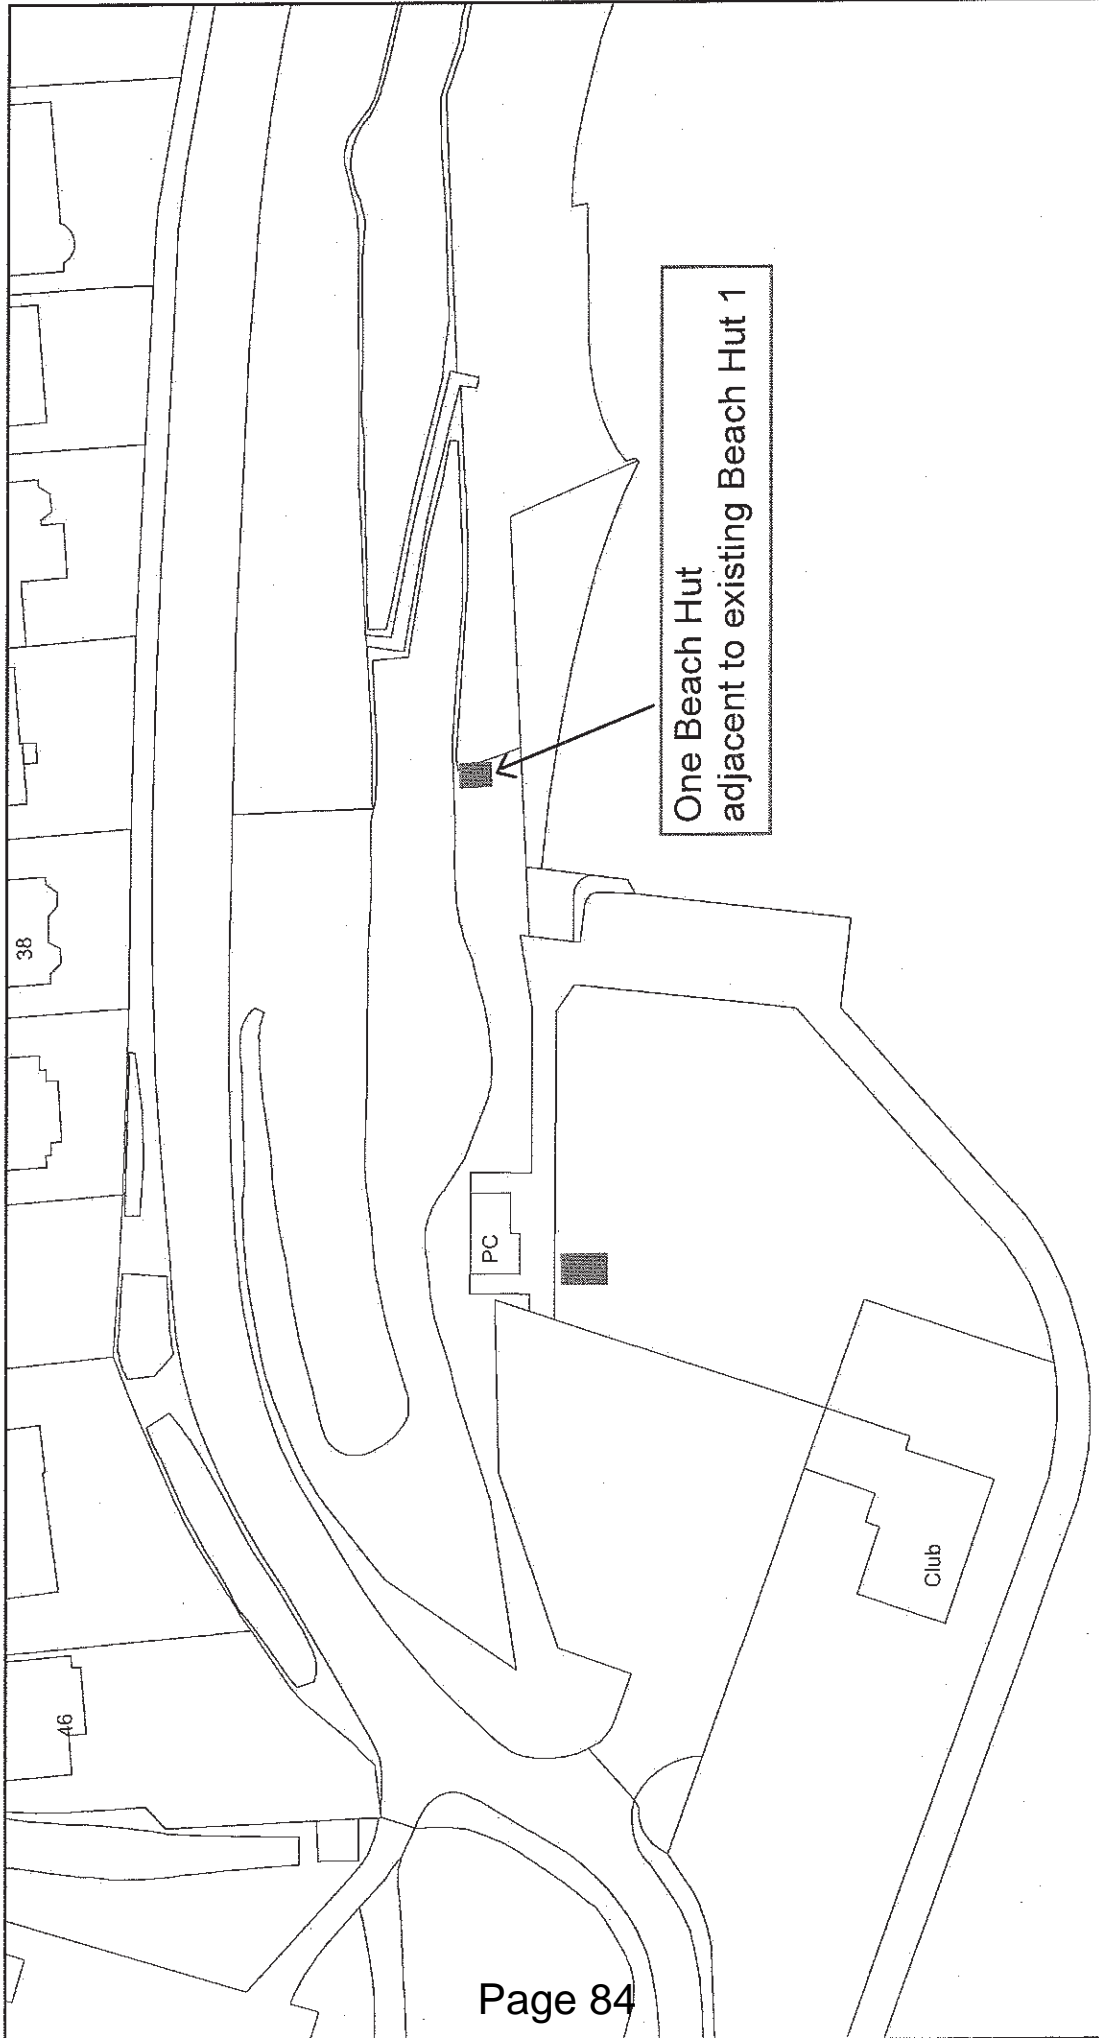 38
46
PC
Club
One Beach Hut
adjacent to existing Beach Hut 1
Page 84